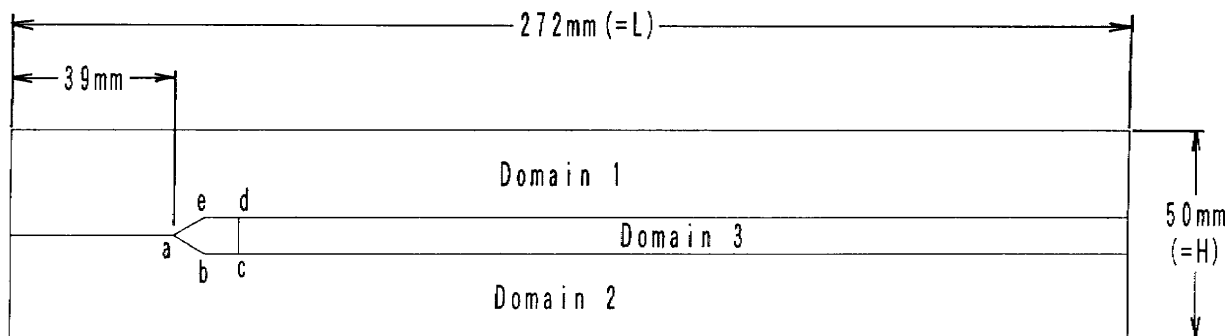 272mm (=L)
39mm
Domain 1
e d
50mm
(=H)
Domain 3
a
b c
Domain 2